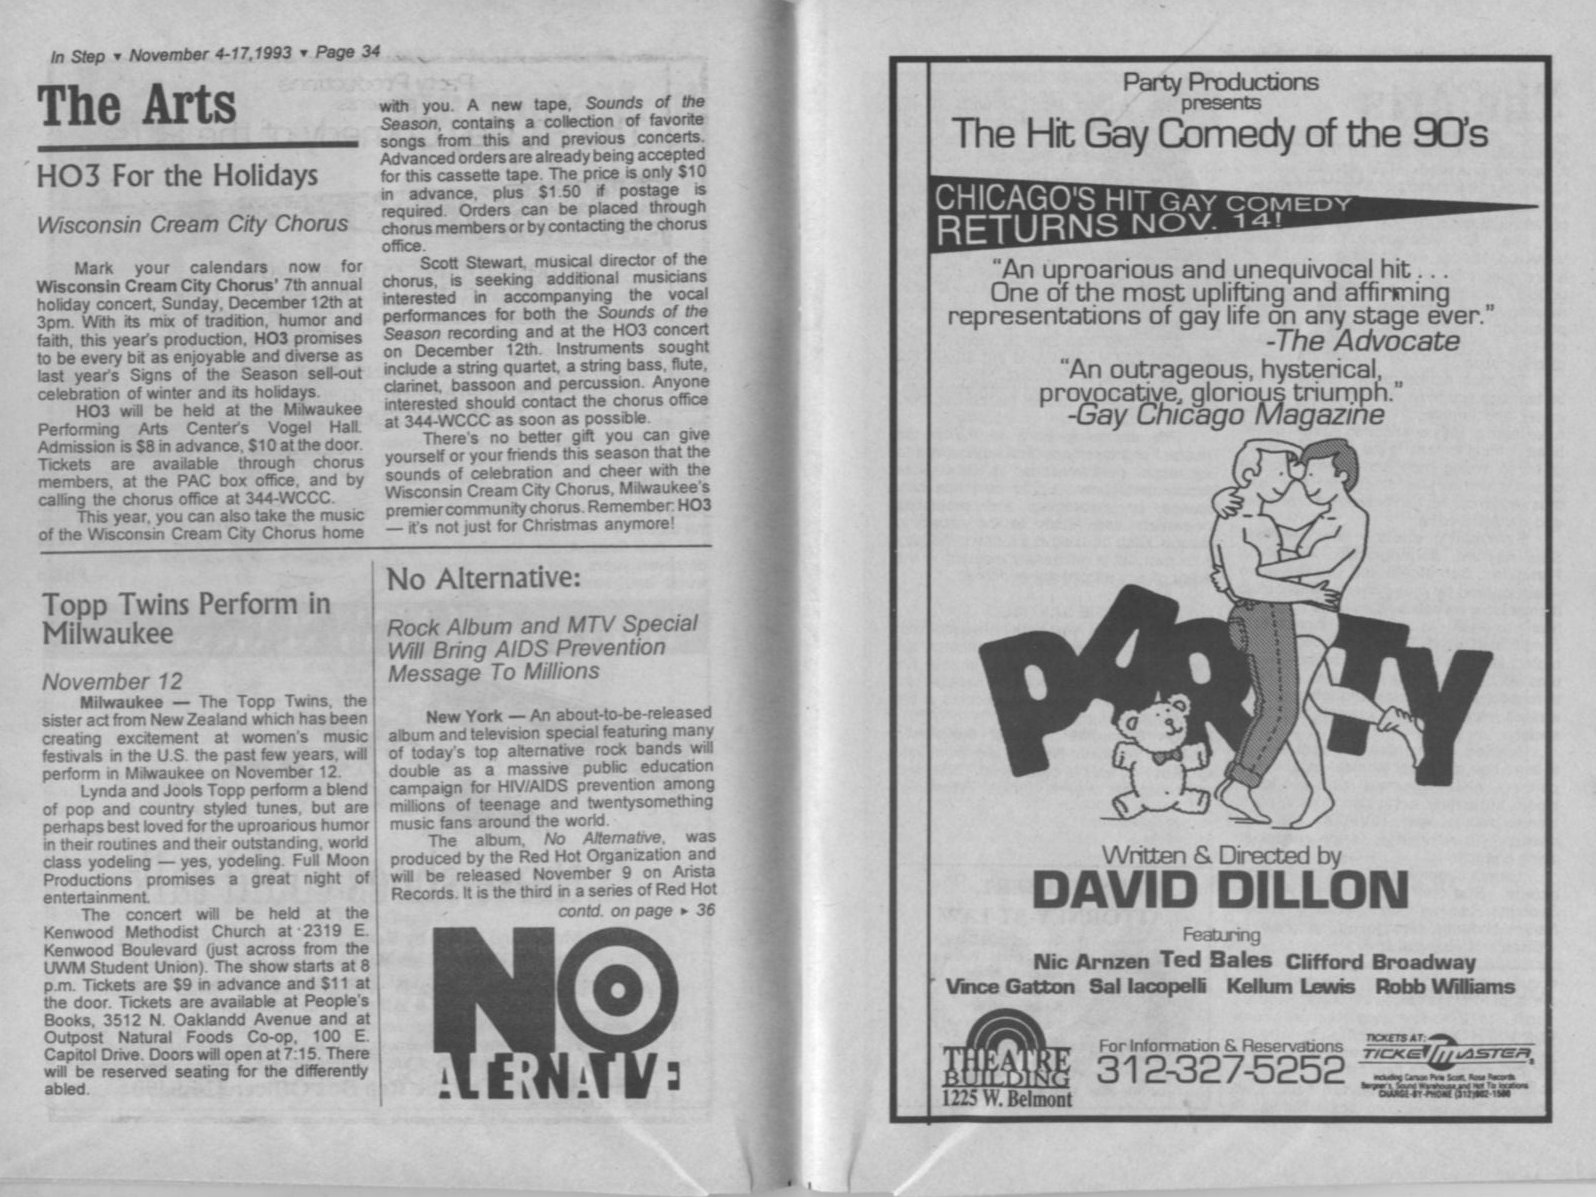 In Step ▾ November 4-17,1993 ▾ Page 34
The Arts
HO3 For the Holidays
Wisconsin Cream City Chorus
Mark your calendars now for
Wisconsin Cream City Chorus' 7th annual
holiday concert, Sunday, December 12th at
3pm. With its mix of tradition, humor and
faith, this year's production, HO3 promises
to be every bit as enjoyable and diverse as
last year's Signs of the Season sell-out
celebration of winter and its holidays.
HO3 will be held at the Milwaukee
Performing Arts Center's Vogel Hall.
Admission is $8 in advance, $10 at the door.
Tickets are available through chorus
members, at the PAC box office, and by
calling the chorus office at 344-WCCC.
This year, you can also take the music
of the Wisconsin Cream City Chorus home
with you. A new tape, Sounds of the
Season, contains a collection of favorite
songs from this and previous concerts.
Advanced orders are already being accepted
for this cassette tape. The price is only $10
in advance, plus $1.50 if postage is
required. Orders can be placed through
chorus members or by contacting the chorus
office.
Scott Stewart, musical director of the
chorus, is seeking additional musicians
interested in accompanying the vocal
performances for both the Sounds of the
Season recording and at the HO3 concert
on December 12th. Instruments sought
include a string quartet, a string bass, flute,
clarinet, bassoon and percussion. Anyone
interested should contact the chorus office
at 344-WCCC as soon as possible.
There's no better gift you can give
yourself or your friends this season that the
sounds of celebration and cheer with the
Wisconsin Cream City Chorus, Milwaukee's
premier community chorus. Remember: HO3
— it's not just for Christmas anymore!
Topp Twins Perform in
Milwaukee
November 12
Milwaukee — The Topp Twins, the
sister act from New Zealand which has been
creating excitement at women's music
festivals in the U.S. the past few years, will
perform in Milwaukee on November 12.
Lynda and Jools Topp perform a blend
of pop and country styled tunes, but are
perhaps best loved for the uproarious humor
in their routines and their outstanding, world
class yodeling — yes, yodeling. Full Moon
Productions promises a great night of
entertainment.
The concert will be held at the
Kenwood Methodist Church at 2319 E.
Kenwood Boulevard (just across from the
UWM Student Union). The show starts at 8
p.m. Tickets are $9 in advance and $11 at
the door. Tickets are available at People's
Books, 3512 N. Oaklandd Avenue and at
Outpost Natural Foods Co-op, 100 E.
Capitol Drive. Doors will open at 7:15. There
will be reserved seating for the differently
abled.
No Alternative:
Rock Album and MTV Special
Will Bring AIDS Prevention
Message To Millions
New York — An about-to-be-released
album and television special featuring many
of today's top alternative rock bands will
double as a massive public education
campaign for HIV/AIDS prevention among
millions of teenage and twentysomething
music fans around the world.
The album, No Alternative, was
produced by the Red Hot Organization and
will be released November 9 on Arista
Records. It is the third in a series of Red Hot
contd. on page ▸ 36
NO
ALTERNATIVE
Party Productions
presents
The Hit Gay Comedy of the 90's
CHICAGO'S HIT GAY COMEDY
RETURNS NOV. 14!
"An uproarious and unequivocal hit . . .
One of the most uplifting and affirming
representations of gay life on any stage ever."
-The Advocate
"An outrageous, hysterical,
provocative, glorious triumph."
-Gay Chicago Magazine
PARTY
Written & Directed by
DAVID DILLON
Featuring
Nic Arnzen Ted Bales Clifford Broadway
Vince Gatton Sal Iacopelli Kellum Lewis Robb Williams
THEATRE
BUILDING
1225 W. Belmont
For Information & Reservations
312-327-5252
TICKETS AT:
TICKETMASTER
including Carson Pirie Scott, Rose Records
Bergner's, Sound Warehouse and Hot Tix locations
CHARGE-BY-PHONE (312)902-1500